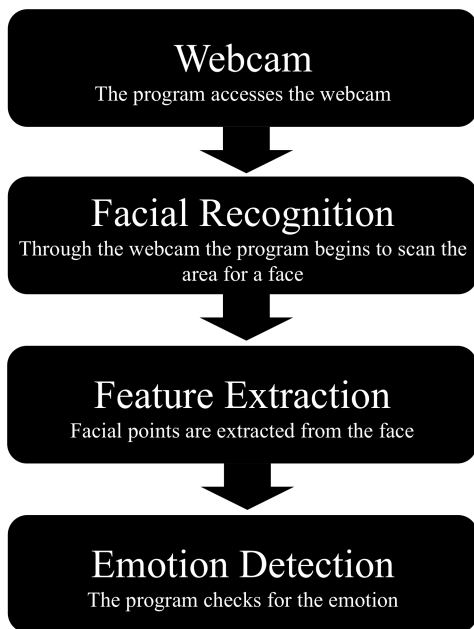 Webcam
The program accesses the webcam
Facial Recognition
Through the webcam the program begins to scan the
area for a face
Feature Extraction
Facial points are extracted from the face
Emotion Detection
The program checks for the emotion